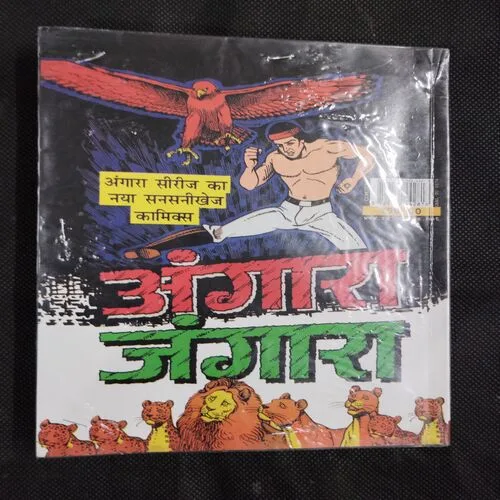 अंगारा सीरीज का
नया सनसनीखेज
कामिक्स
अंगारा
जंगारा